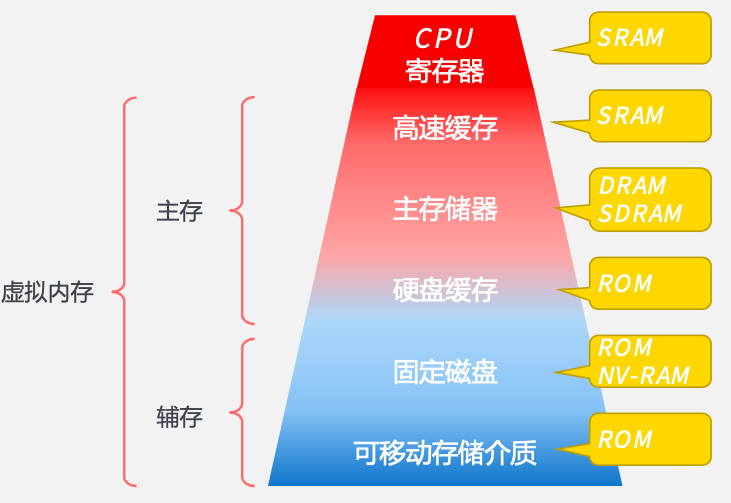 CPU
寄存器
SRAM
高速缓存
SRAM
主存
主存储器
DRAM
SDRAM
虚拟内存
硬盘缓存
ROM
固定磁盘
ROM
NV-RAM
辅存
可移动存储介质
ROM